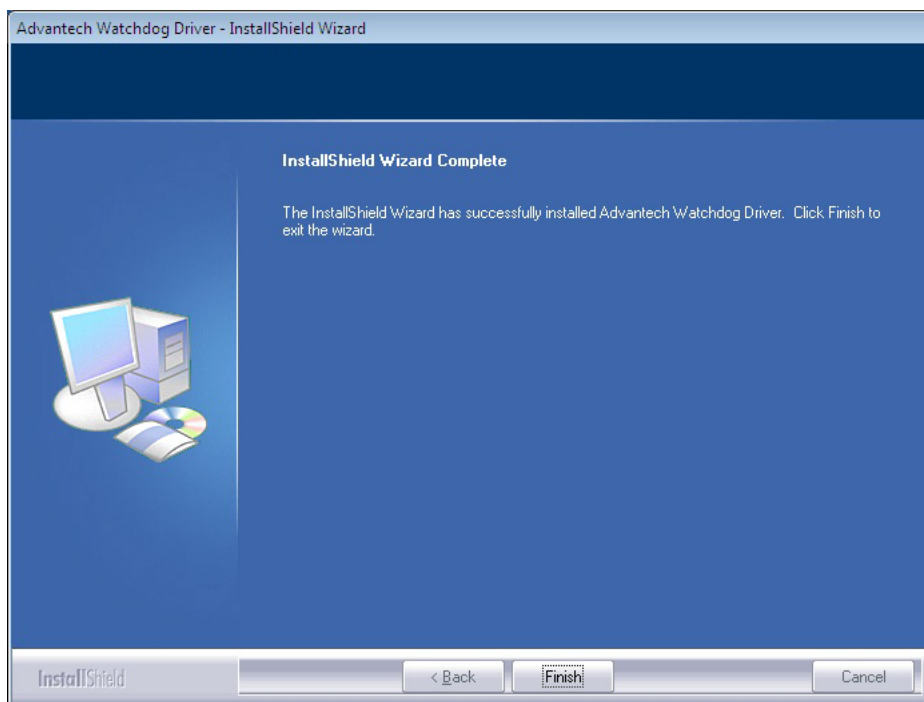 Advantech Watchdog Driver - InstallShield Wizard
InstallShield Wizard Complete
The InstallShield Wizard has successfully installed Advantech Watchdog Driver. Click Finish to
exit the wizard.
InstallShield
< Back
Finish
Cancel